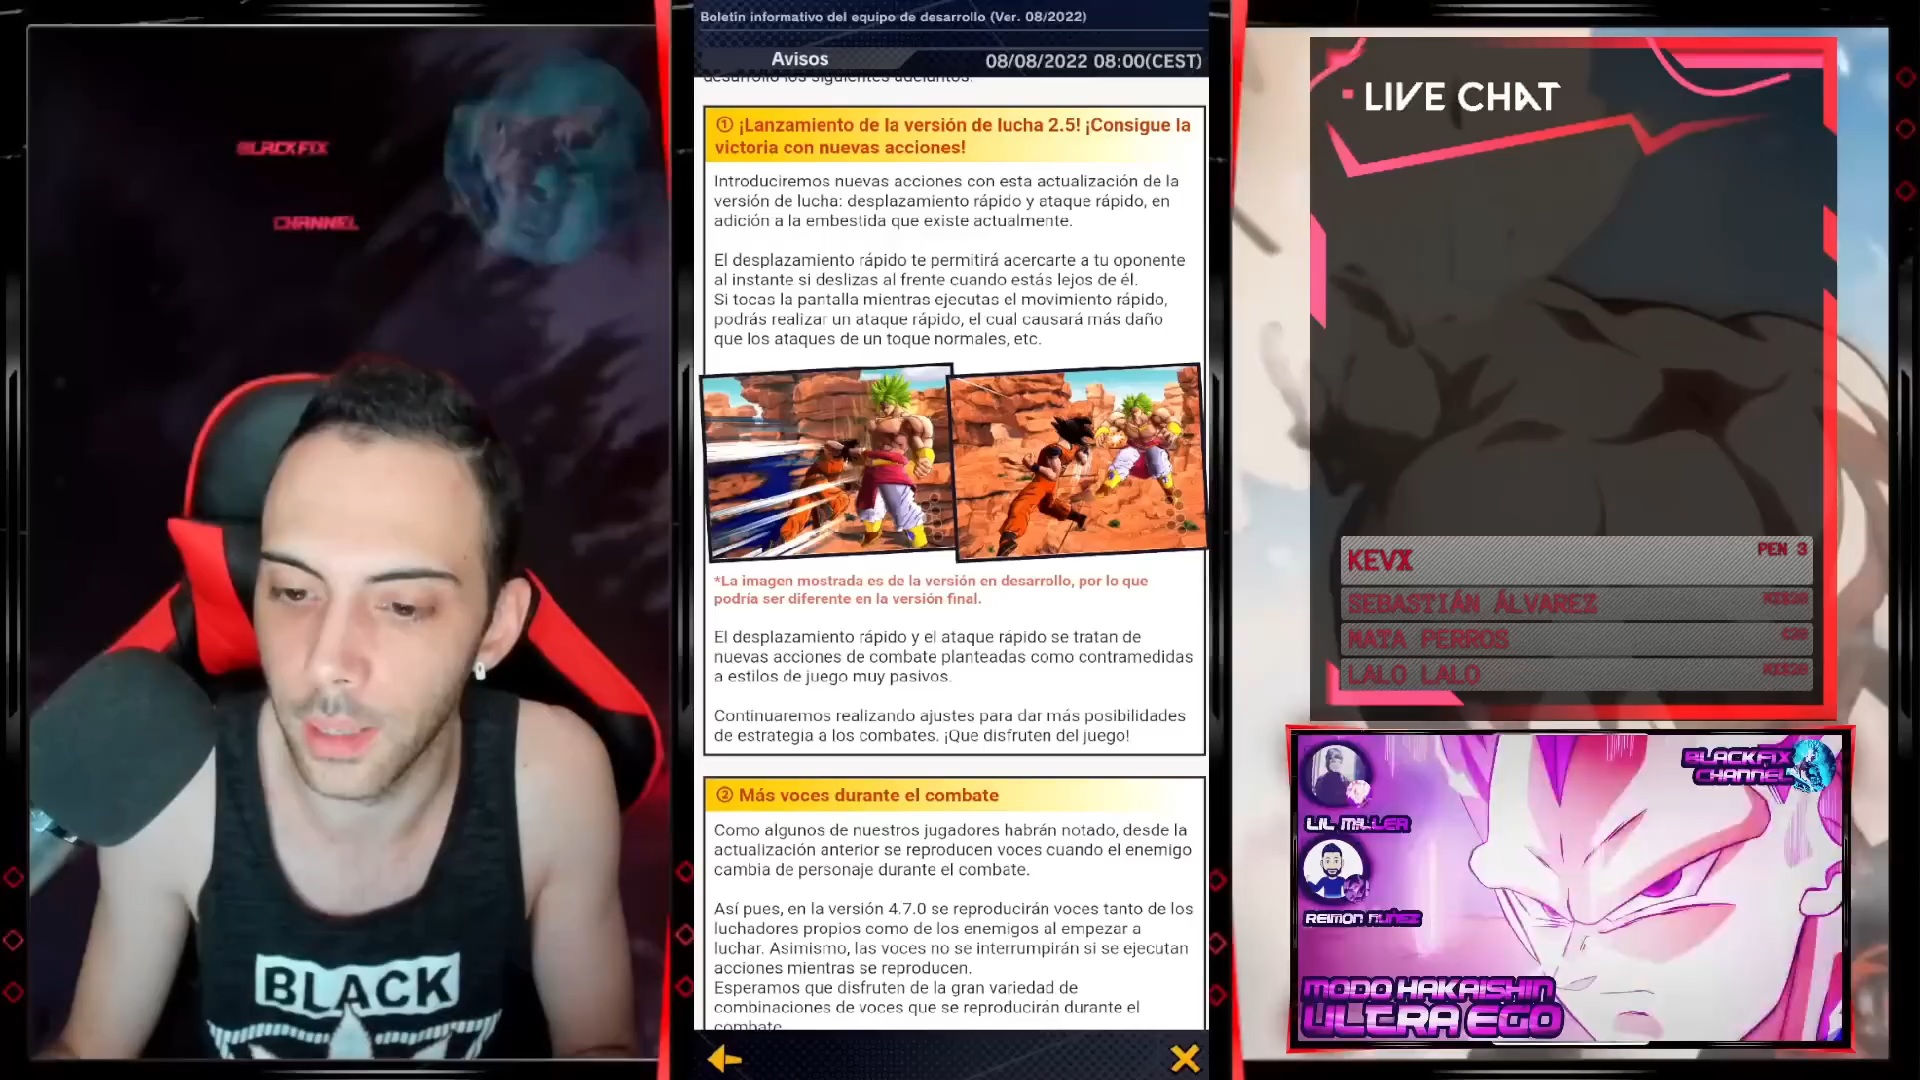 Boletín informativo del equipo de desarrollo (Ver. 08/2022)
Avisos
08/08/2022 08:00(CEST)
desarrollo los siguientes adelantos.
① ¡Lanzamiento de la versión de lucha 2.5! ¡Consigue la
victoria con nuevas acciones!
Introduciremos nuevas acciones con esta actualización de la
versión de lucha: desplazamiento rápido y ataque rápido, en
adición a la embestida que existe actualmente.
El desplazamiento rápido te permitirá acercarte a tu oponente
al instante si deslizas al frente cuando estás lejos de él.
Si tocas la pantalla mientras ejecutas el movimiento rápido,
podrás realizar un ataque rápido, el cual causará más daño
que los ataques de un toque normales, etc.
*La imagen mostrada es de la versión en desarrollo, por lo que
podría ser diferente en la versión final.
El desplazamiento rápido y el ataque rápido se tratan de
nuevas acciones de combate planteadas como contramedidas
a estilos de juego muy pasivos.
Continuaremos realizando ajustes para dar más posibilidades
de estrategia a los combates. ¡Que disfruten del juego!
② Más voces durante el combate
Como algunos de nuestros jugadores habrán notado, desde la
actualización anterior se reproducen voces cuando el enemigo
cambia de personaje durante el combate.
Así pues, en la versión 4.7.0 se reproducirán voces tanto de los
luchadores propios como de los enemigos al empezar a
luchar. Asimismo, las voces no se interrumpirán si se ejecutan
acciones mientras se reproducen.
Esperamos que disfruten de la gran variedad de
combinaciones de voces que se reproducirán durante el
combate
BLACKFIX
CHANNEL
BLACK
LIVE CHAT
KEVX
PEN 3
SEBASTIÁN ÁLVAREZ
MATA PERROS
LALO LALO
BLACKFIX
CHANNEL
LIL MILLER
REIMON NUÑEZ
MODO HAKAISHIN
ULTRA EGO